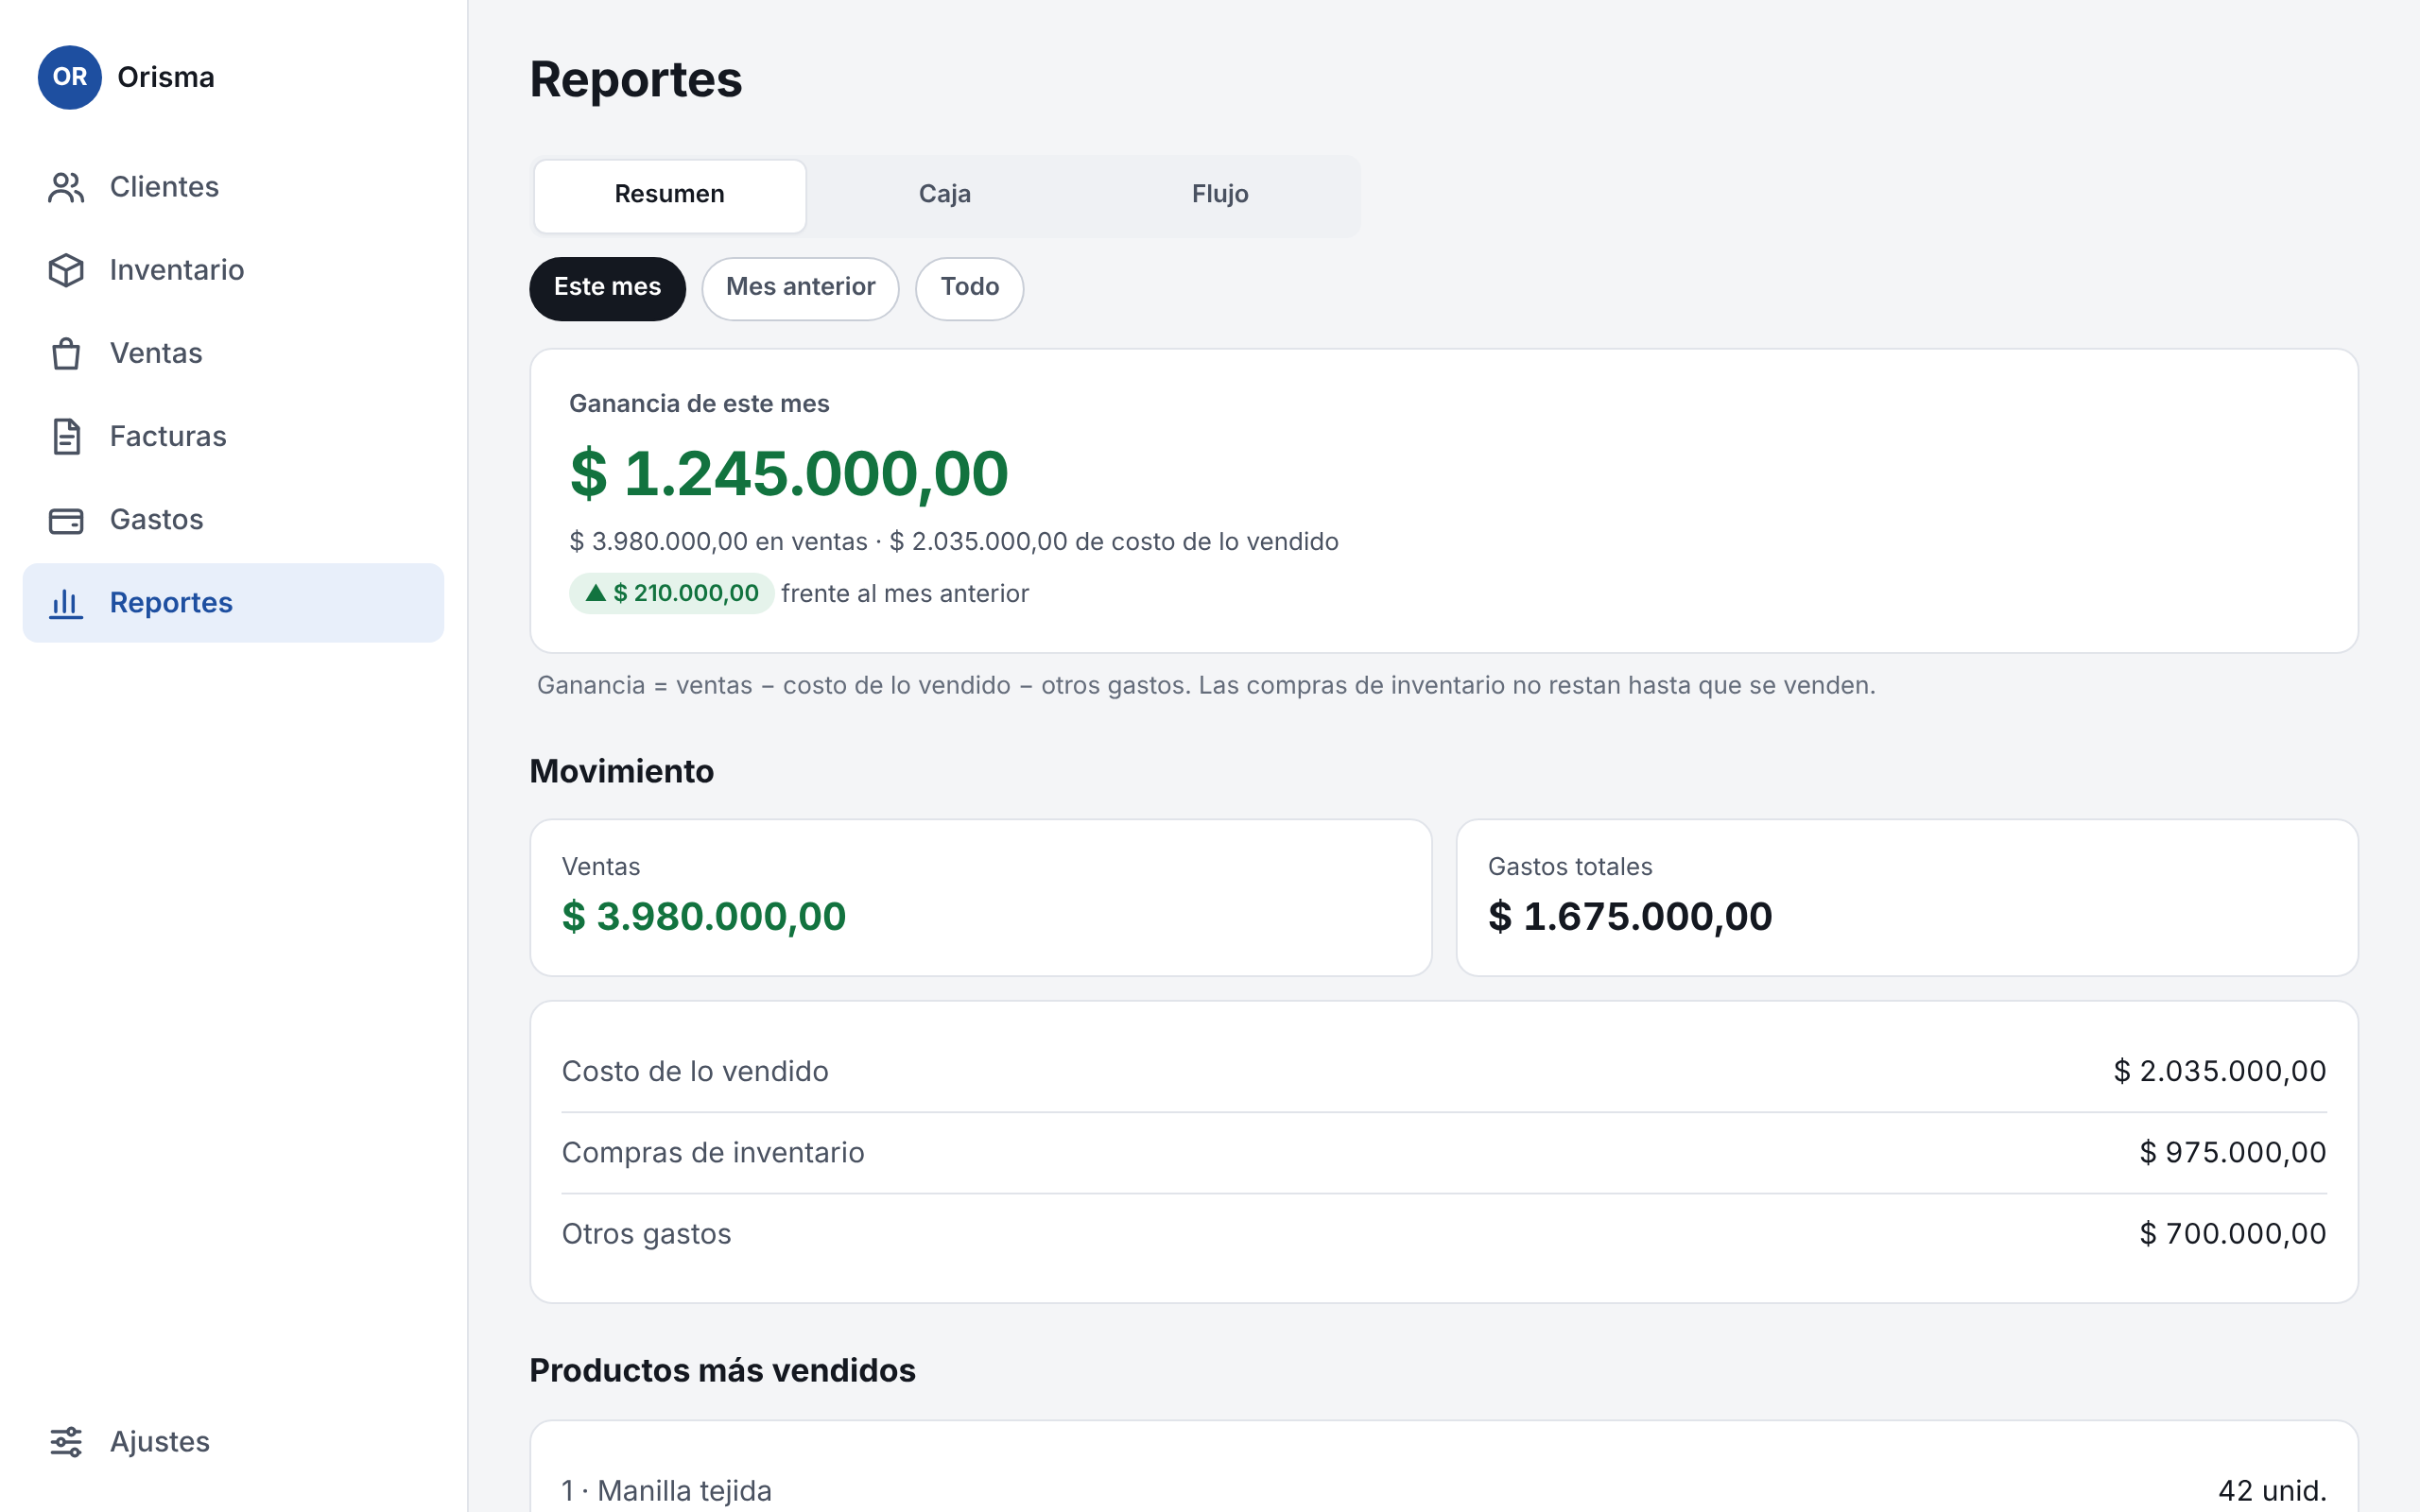 OR Orisma
Clientes
Inventario
Ventas
Facturas
Gastos
Reportes
Ajustes
Reportes
Resumen Caja Flujo
Este mes Mes anterior Todo
Ganancia de este mes
$ 1.245.000,00
$ 3.980.000,00 en ventas · $ 2.035.000,00 de costo de lo vendido
▲ $ 210.000,00 frente al mes anterior
Ganancia = ventas − costo de lo vendido − otros gastos. Las compras de inventario no restan hasta que se venden.
Movimiento
Ventas
$ 3.980.000,00
Gastos totales
$ 1.675.000,00
Costo de lo vendido $ 2.035.000,00
Compras de inventario $ 975.000,00
Otros gastos $ 700.000,00
Productos más vendidos
1 · Manilla tejida 42 unid.